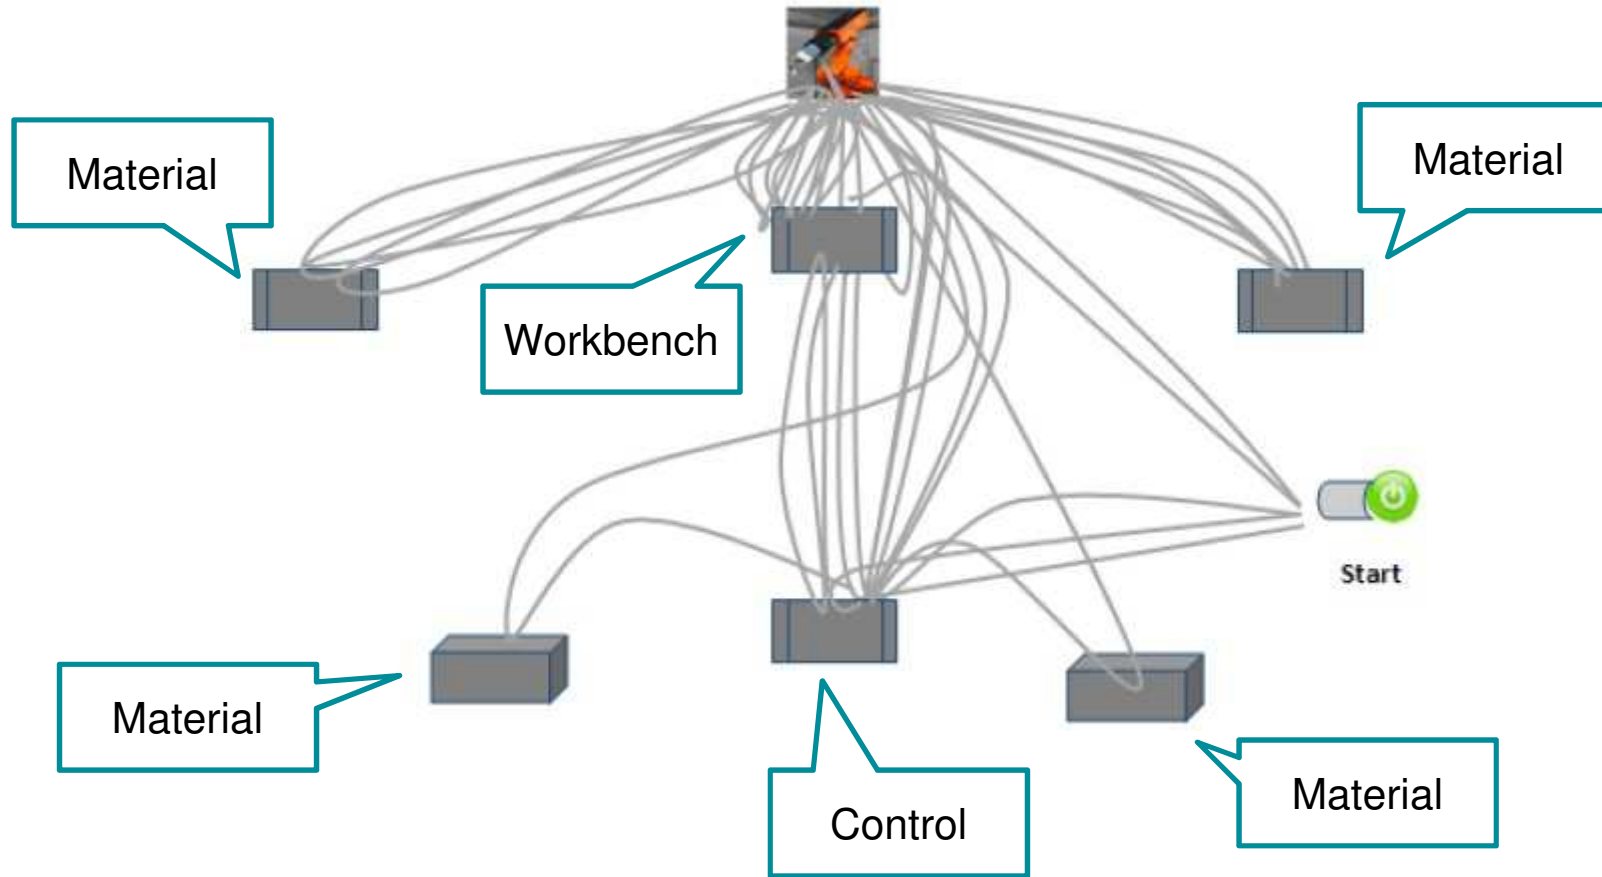 Material
Material
Workbench
Start
Material
Control
Material